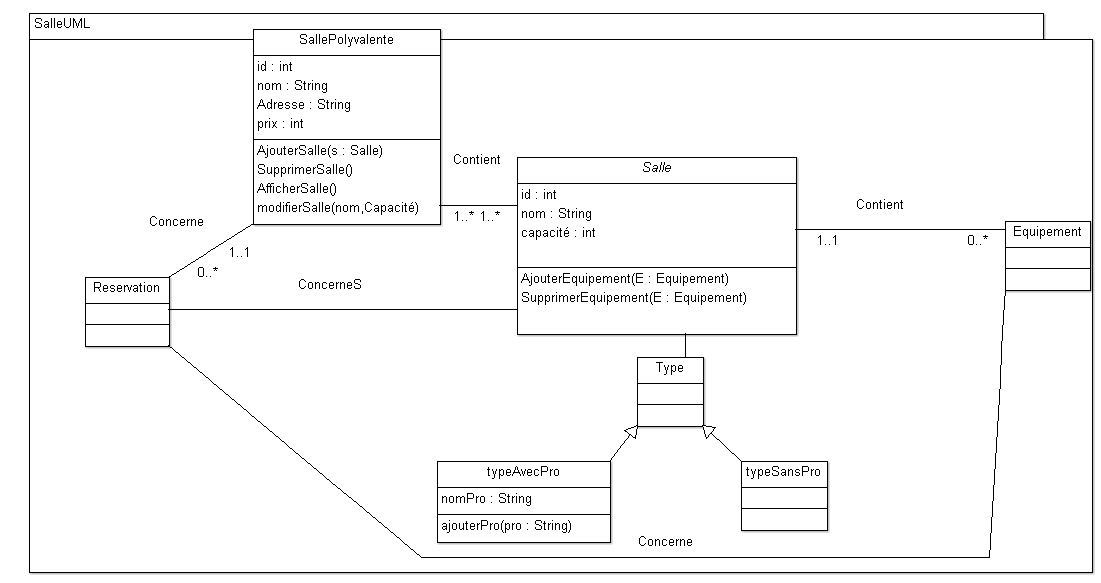 SalleUML
SallePolyvalente
id : int
nom : String
Adresse : String
prix : int
AjouterSalle(s : Salle)
SupprimerSalle()
AfficherSalle()
modifierSalle(nom,Capacité)
Contient
1..* 1..*
Salle
id : int
nom : String
capacité : int
AjouterEquipement(E : Equipement)
SupprimerEquipement(E : Equipement)
Contient
1..1
0..*
Equipement
Concerne
1..1
0..*
Reservation
ConcerneS
Type
typeAvecPro
nomPro : String
ajouterPro(pro : String)
typeSansPro
Concerne